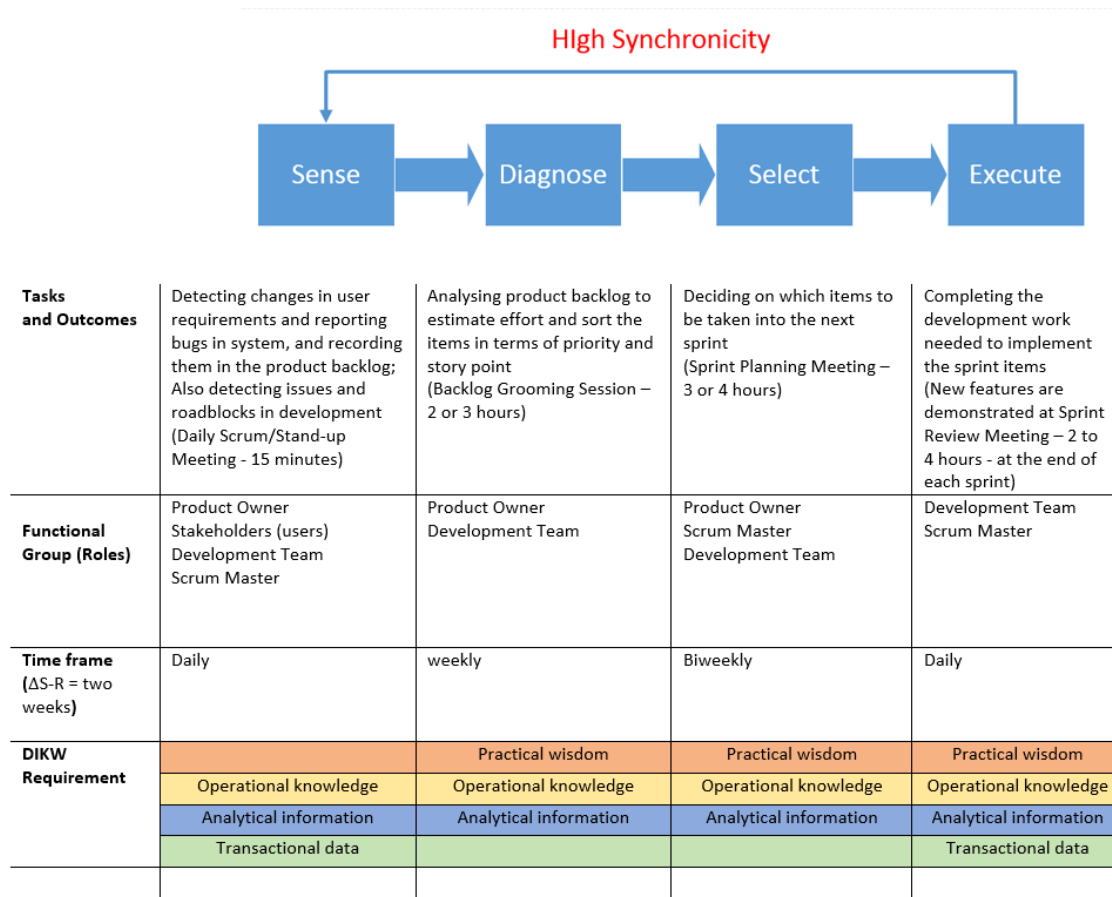 HIgh Synchronicity
Sense
Diagnose
Select
Execute
Tasks
and Outcomes
Detecting changes in user
requirements and reporting
bugs in system, and recording
them in the product backlog;
Also detecting issues and
roadblocks in development
(Daily Scrum/Stand-up
Meeting - 15 minutes)
Analysing product backlog to
estimate effort and sort the
items in terms of priority and
story point
(Backlog Grooming Session –
2 or 3 hours)
Deciding on which items to
be taken into the next
sprint
(Sprint Planning Meeting –
3 or 4 hours)
Completing the
development work
needed to implement
the sprint items
(New features are
demonstrated at Sprint
Review Meeting – 2 to
4 hours - at the end of
each sprint)
Functional
Group (Roles)
Product Owner
Stakeholders (users)
Development Team
Scrum Master
Product Owner
Development Team
Product Owner
Scrum Master
Development Team
Development Team
Scrum Master
Time frame
(ΔS-R = two
weeks)
Daily
weekly
Biweekly
Daily
DIKW
Requirement
Practical wisdom
Practical wisdom
Practical wisdom
Operational knowledge
Operational knowledge
Operational knowledge
Operational knowledge
Analytical information
Analytical information
Analytical information
Analytical information
Transactional data
Transactional data